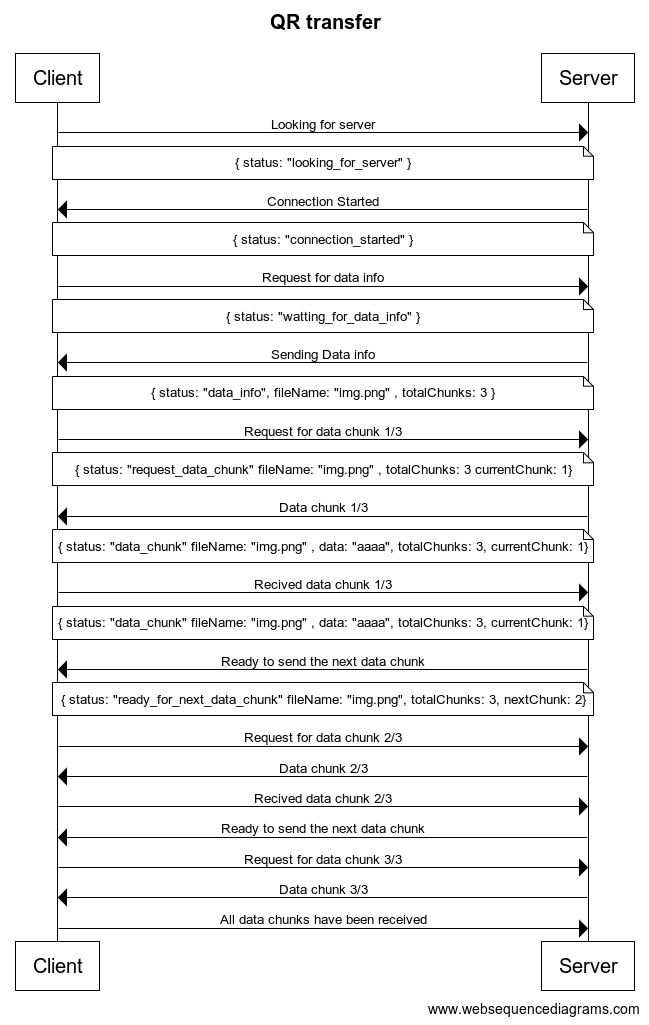 QR transfer
Client
Server
Looking for server
{ status: "looking_for_server" }
Connection Started
{ status: "connection_started" }
Request for data info
{ status: "watting_for_data_info" }
Sending Data info
{ status: "data_info", fileName: "img.png" , totalChunks: 3 }
Request for data chunk 1/3
{ status: "request_data_chunk" fileName: "img.png" , totalChunks: 3 currentChunk: 1}
Data chunk 1/3
{ status: "data_chunk" fileName: "img.png" , data: "aaaa", totalChunks: 3, currentChunk: 1}
Recived data chunk 1/3
{ status: "data_chunk" fileName: "img.png" , data: "aaaa", totalChunks: 3, currentChunk: 1}
Ready to send the next data chunk
{ status: "ready_for_next_data_chunk" fileName: "img.png", totalChunks: 3, nextChunk: 2}
Request for data chunk 2/3
Data chunk 2/3
Recived data chunk 2/3
Ready to send the next data chunk
Request for data chunk 3/3
Data chunk 3/3
All data chunks have been received
Client
Server
www.websequencediagrams.com